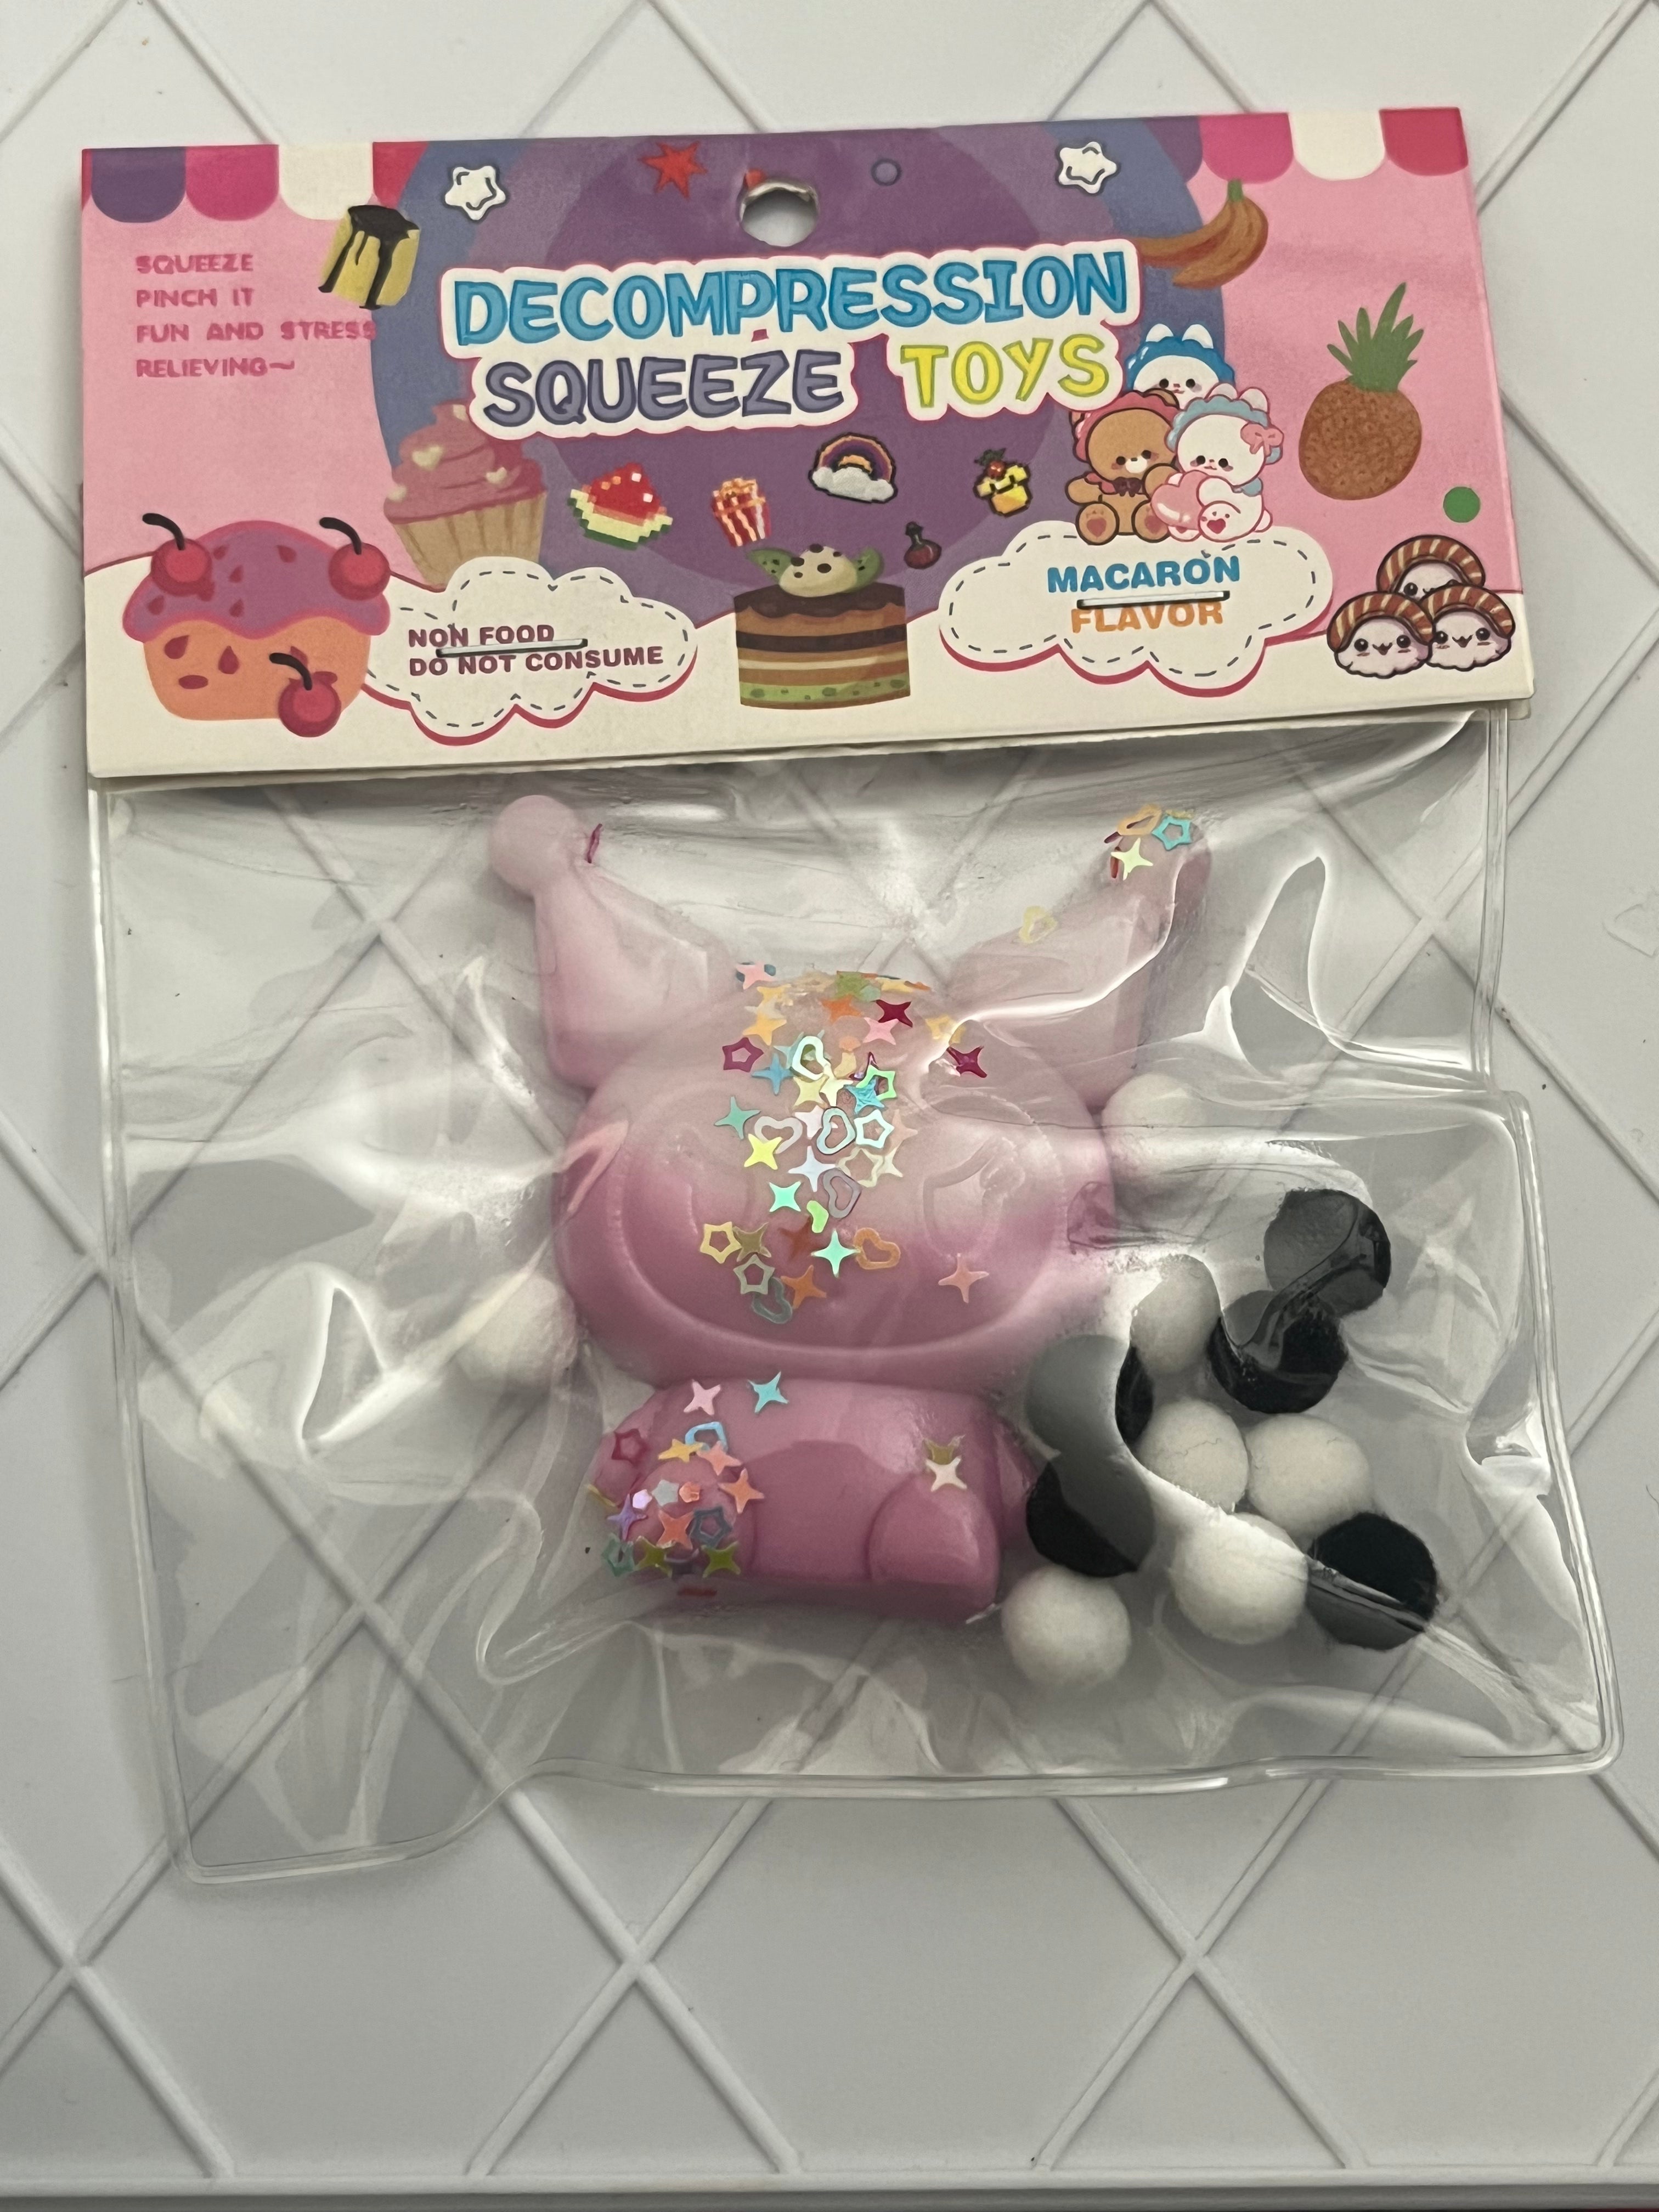 SQUEEZE
PINCH IT
FUN AND STRESS
RELIEVING~
DECOMPRESSION
SQUEEZE TOYS
NON FOOD
DO NOT CONSUME
MACARON
FLAVOR